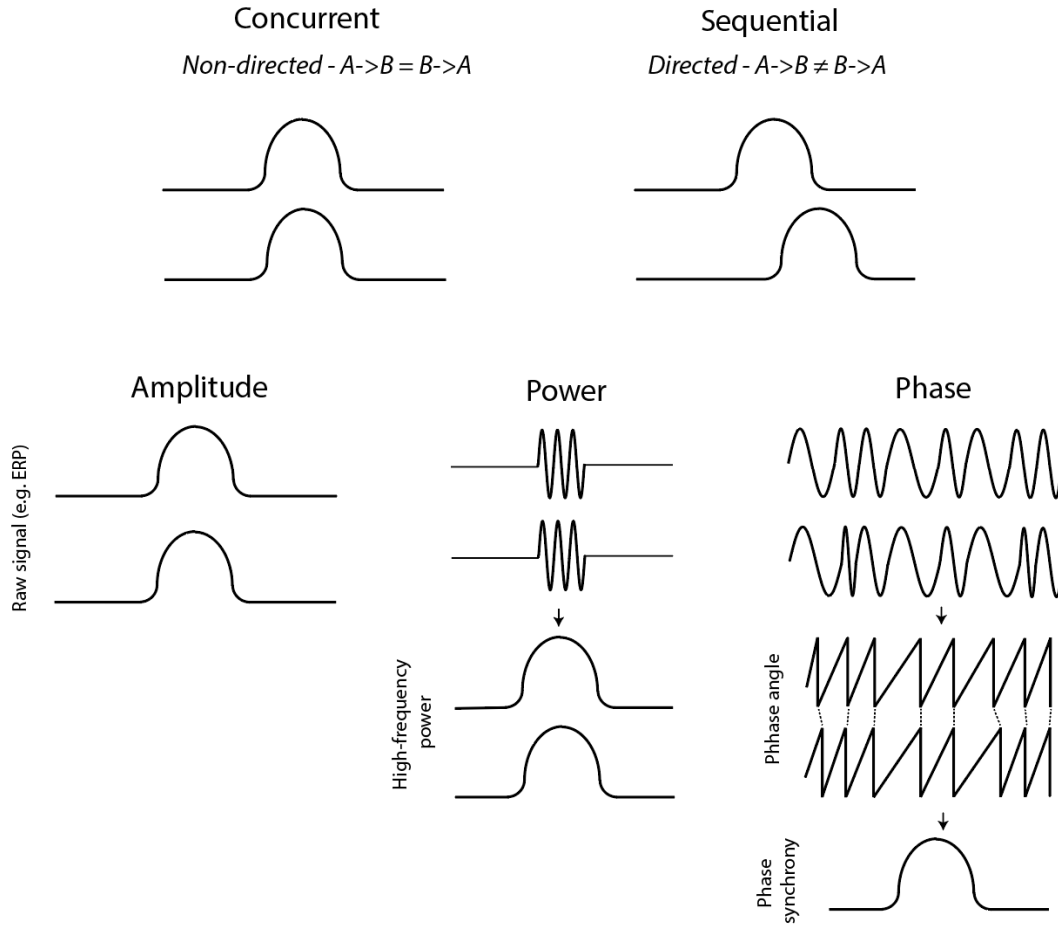 Concurrent
Non-directed - A->B = B->A
Sequential
Directed - A->B ≠ B->A
Amplitude
Power
Phase
Raw signal (e.g. ERP)
High-frequency
power
Phhase angle
Phase
synchrony